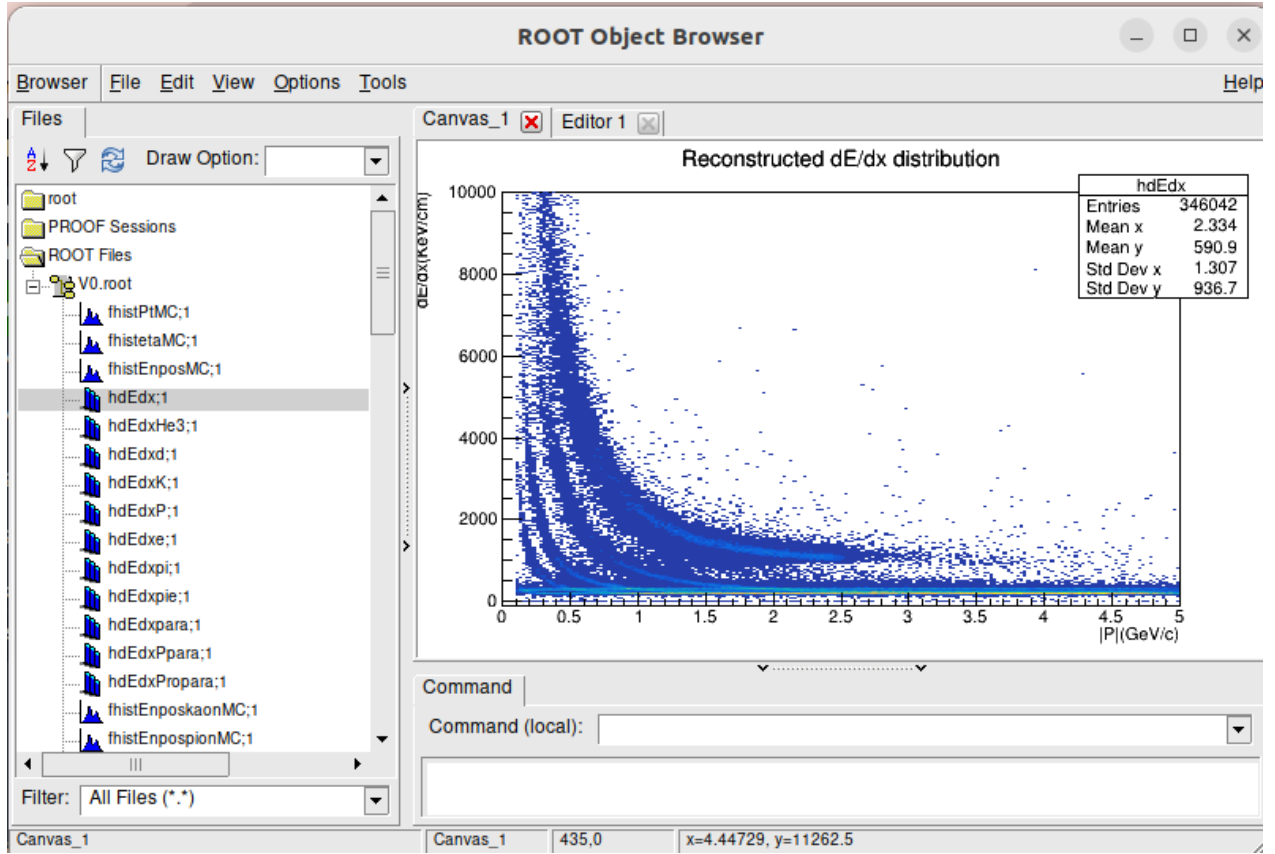 ROOT Object Browser
Browser File Edit View Options Tools Help
Files
Draw Option:
root
PROOF Sessions
ROOT Files
V0.root
fhistPtMC;1
fhistetaMC;1
fhistEnposMC;1
hdEdx;1
hdEdxHe3;1
hdEdxd;1
hdEdxK;1
hdEdxP;1
hdEdxe;1
hdEdxpi;1
hdEdxpie;1
hdEdxpara;1
hdEdxPpara;1
hdEdxPropara;1
fhistEnposkaonMC;1
fhistEnpospionMC;1
Filter: All Files (*.*)
Canvas_1 Editor 1
Reconstructed dE/dx distribution
dE/dx(KeV/cm)
10000
8000
6000
4000
2000
0
0 0.5 1 1.5 2 2.5 3 3.5 4 4.5 5
|P|(GeV/c)
hdEdx
Entries 346042
Mean x 2.334
Mean y 590.9
Std Dev x 1.307
Std Dev y 936.7
Command
Command (local):
Canvas_1 Canvas_1 435,0 x=4.44729, y=11262.5